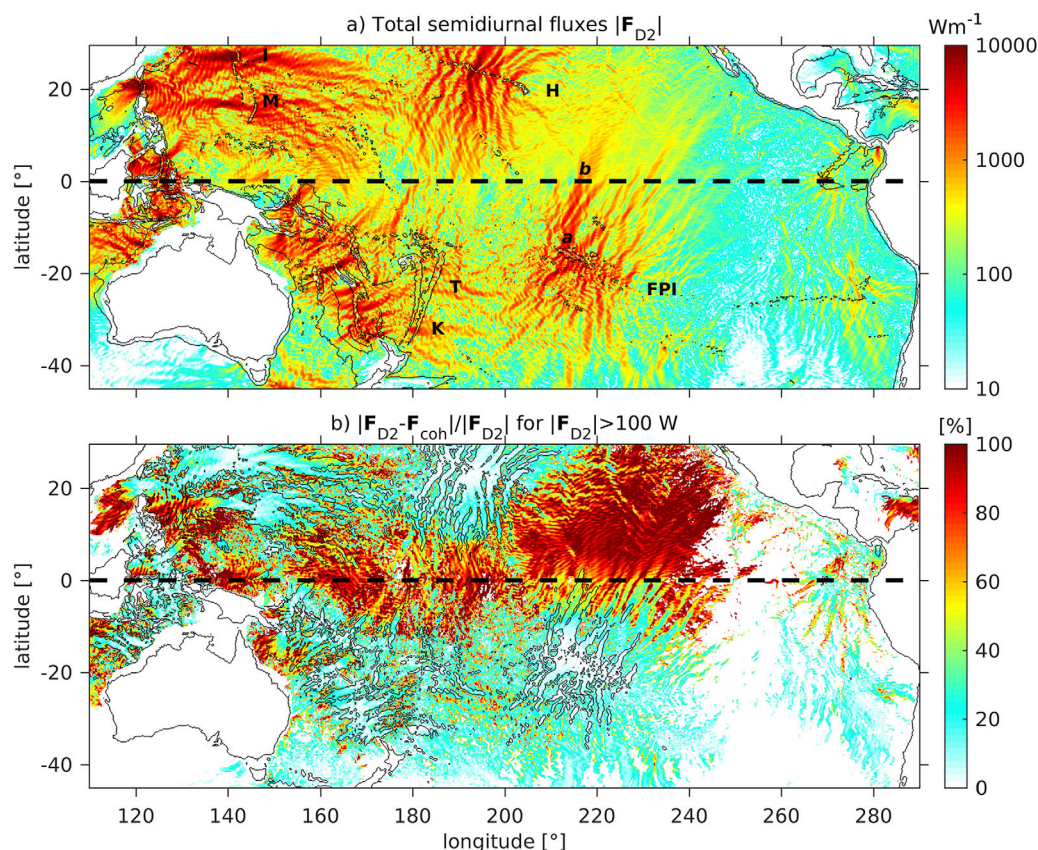 a) Total semidiurnal fluxes |F_D2|
Wm⁻¹
10000
1000
100
10
20
0
-20
-40
latitude [°]
I
M
H
b
a
T
FPI
K
b) |F_D2-F_coh|/|F_D2| for |F_D2|>100 W
[%]
100
80
60
40
20
0
20
0
-20
-40
latitude [°]
120 140 160 180 200 220 240 260 280
longitude [°]